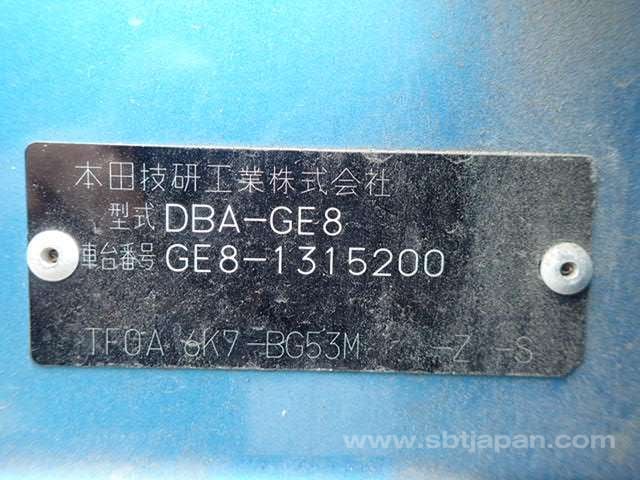 本田技研工業株式会社
型式 DBA-GE8
車台番号 GE8-1315200
TF0A 6K7-BG53M -Z -S
www.sbtjapan.com